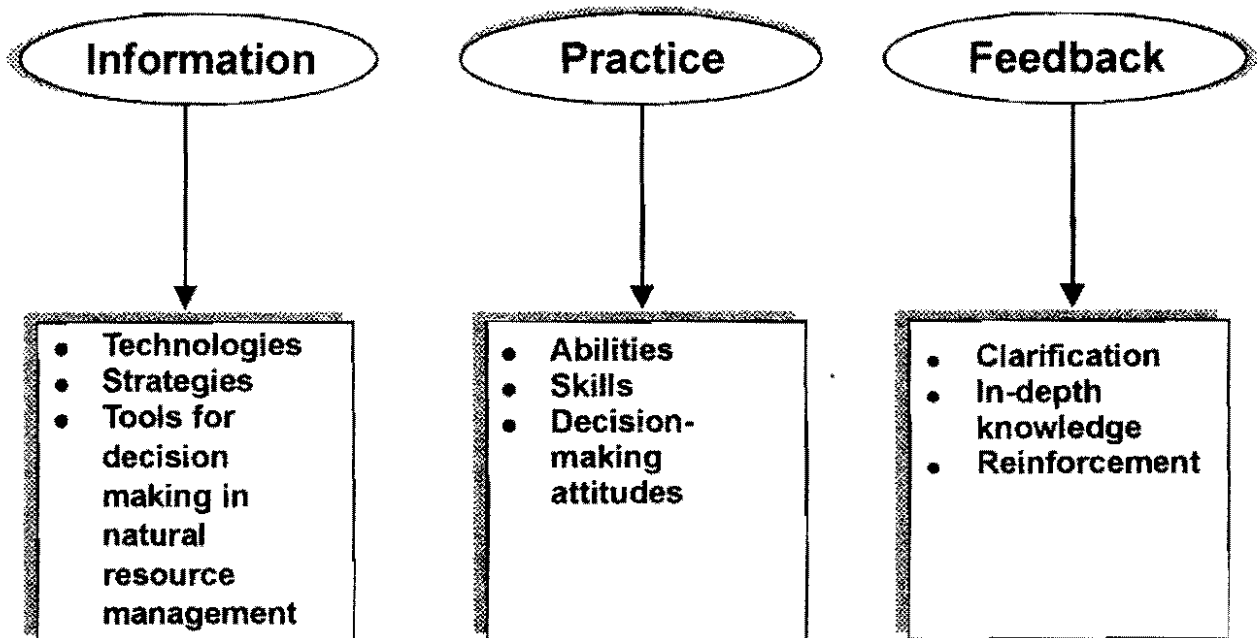 Information
Practice
Feedback
• Technologies
• Strategies
• Tools for
decision
making in
natural
resource
management
• Abilities
• Skills
• Decision-
making
attitudes
• Clarification
• In-depth
knowledge
• Reinforcement